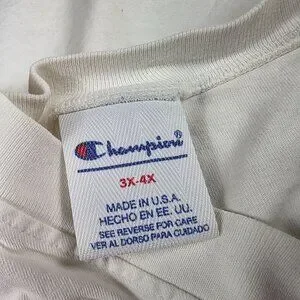 Champion®
3X-4X
MADE IN U.S.A.
HECHO EN EE. UU.
SEE REVERSE FOR CARE
VER AL DORSO PARA CUIDADO